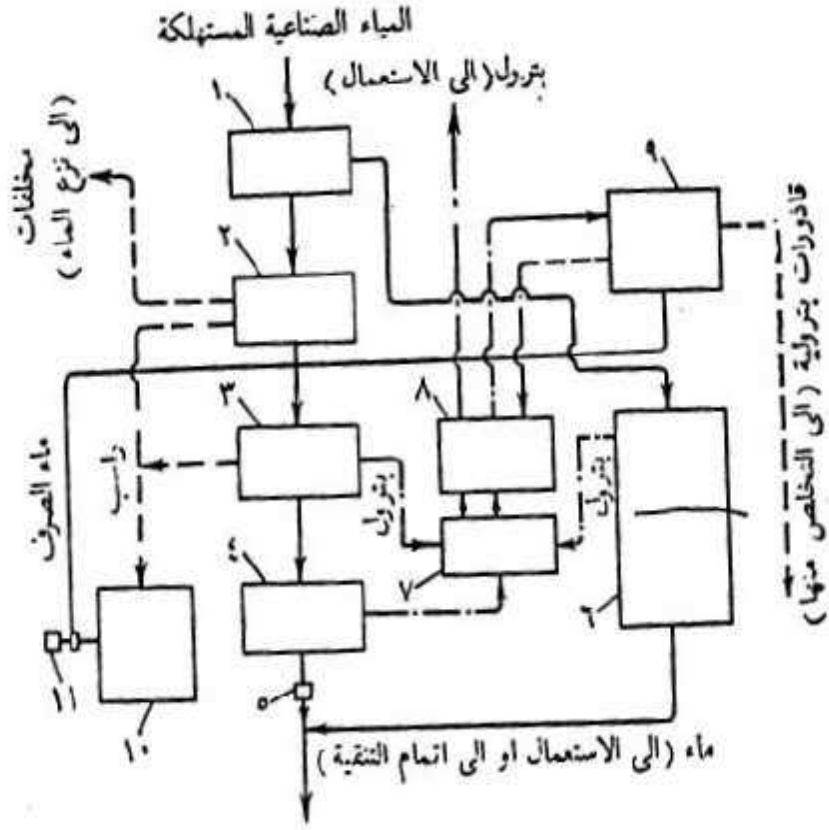 المياه الصناعية المستهلكة
بترول (الى الاستعمال)
١
مخلفات
(الى نزع الماء)
٢
٩
قاذورات بترولية (الى التخلص منها)
٣
٨
ماء الصرف
راسب
بترول
بترول
٤
٧
٦
١١
٥
١٠
ماء (الى الاستعمال او الى اتمام التنقية)